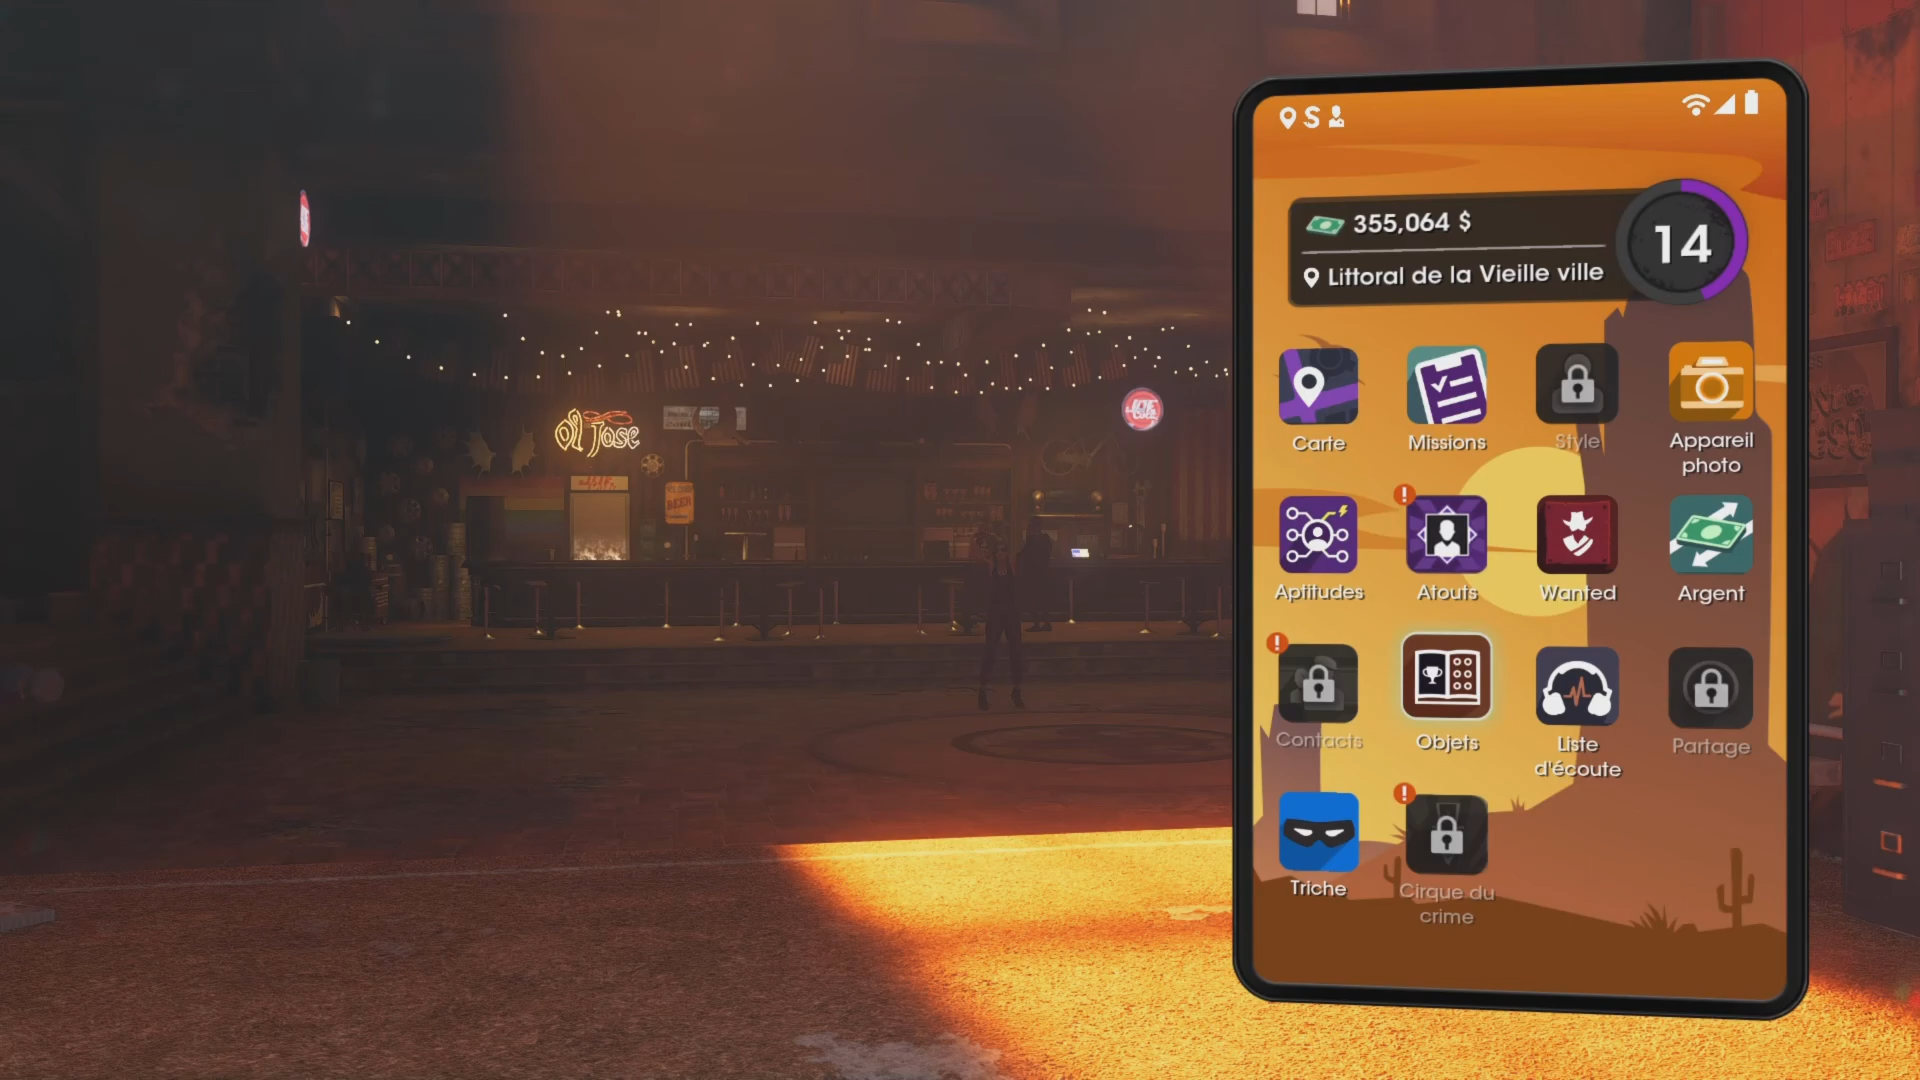 355,064 $
Littoral de la Vieille ville
14
Carte
Missions
Style
Appareil
photo
Aptitudes
Atouts
Wanted
Argent
Contacts
Objets
Liste
d'écoute
Partage
Triche
Cirque du
crime
Ol' Jose
BEER